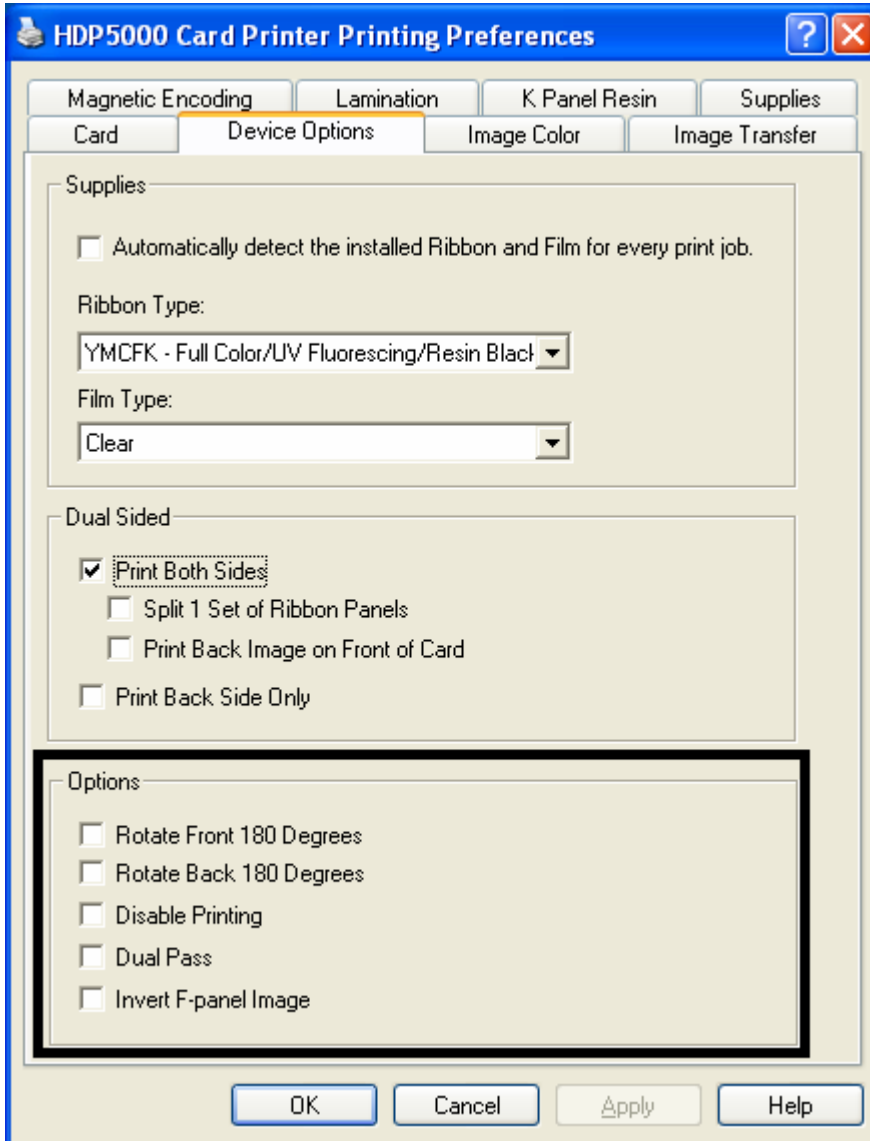 HDP5000 Card Printer Printing Preferences
Magnetic Encoding Lamination K Panel Resin Supplies
Card Device Options Image Color Image Transfer
Supplies
Automatically detect the installed Ribbon and Film for every print job.
Ribbon Type:
YMCFK - Full Color/UV Fluorescing/Resin Blac
Film Type:
Clear
Dual Sided
Print Both Sides
Split 1 Set of Ribbon Panels
Print Back Image on Front of Card
Print Back Side Only
Options
Rotate Front 180 Degrees
Rotate Back 180 Degrees
Disable Printing
Dual Pass
Invert F-panel Image
OK Cancel Apply Help